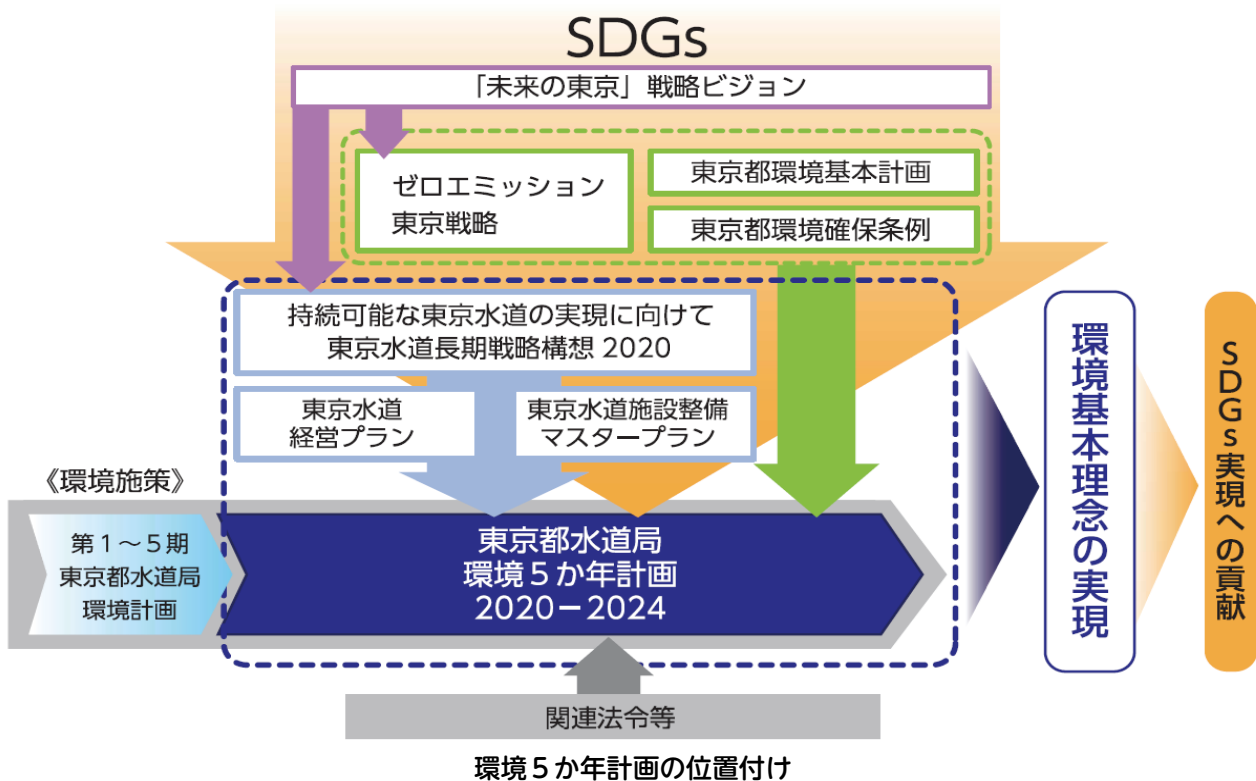 SDGs
「未来の東京」戦略ビジョン
ゼロエミッション
東京戦略
東京都環境基本計画
東京都環境確保条例
持続可能な東京水道の実現に向けて
東京水道長期戦略構想 2020
東京水道
経営プラン
東京水道施設整備
マスタープラン
《環境施策》
第1～5期
東京都水道局
環境計画
東京都水道局
環境5か年計画
2020－2024
環境基本理念の実現
SDGs実現への貢献
関連法令等
環境5か年計画の位置付け